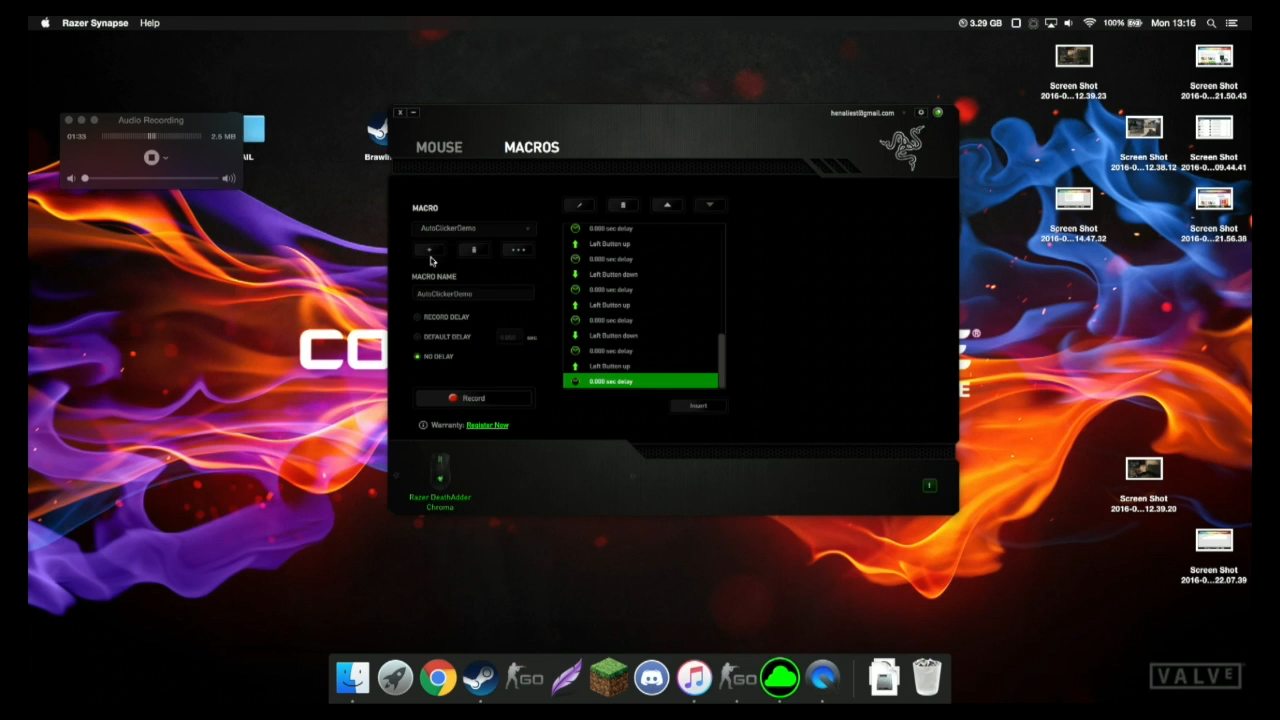 Razer Synapse Help
3.29 GB 100% Mon 13:16
Screen Shot
2016-0...12.39.23
Screen Shot
2016-0...21.50.43
Audio Recording
01:33 2.5 MB
Brawl
henaliest@gmail.com
MOUSE MACROS
Screen Shot
2016-0...12.38.12
Screen Shot
2016-0...09.44.41
MACRO
AutoClickerDemo
0.000 sec delay
Left Button up
0.000 sec delay
Left Button down
0.000 sec delay
Left Button up
0.000 sec delay
Left Button down
0.000 sec delay
Left Button up
0.000 sec delay
Insert
MACRO NAME
AutoClickerDemo
RECORD DELAY
DEFAULT DELAY sec
NO DELAY
Record
Warranty: Register Now
Screen Shot
2016-0...14.47.32
Screen Shot
2016-0...21.56.38
CO
E
Razer DeathAdder
Chroma
Screen Shot
2016-0...12.39.20
Screen Shot
2016-0...22.07.39
GO
GO
VALVE